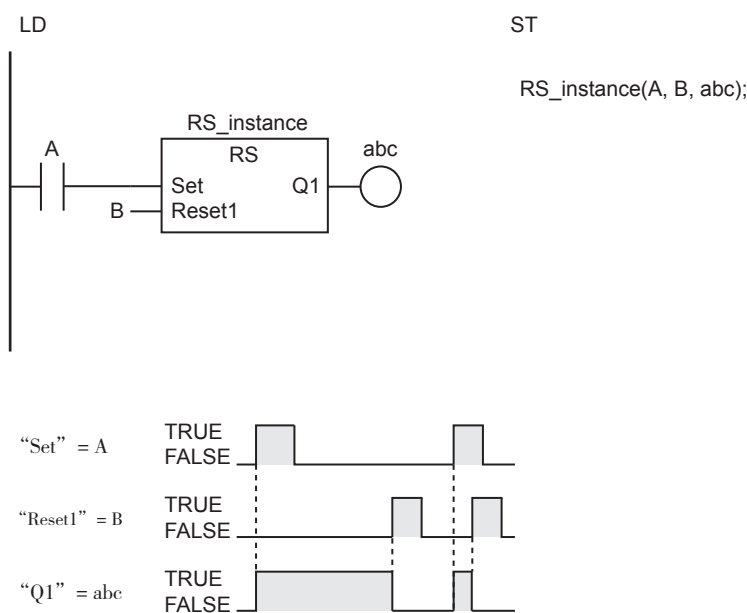 LD
ST
RS_instance(A, B, abc);
RS_instance
A
RS
abc
Set
Q1
B
Reset1
“Set” = A
TRUE
FALSE
“Reset1” = B
TRUE
FALSE
“Q1” = abc
TRUE
FALSE